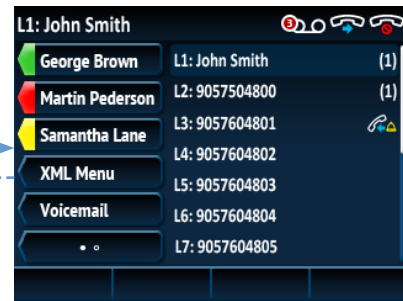 L1: John Smith 3
George Brown
Martin Pederson
Samantha Lane
XML Menu
Voicemail
L1: John Smith (1)
L2: 9057504800 (1)
L3: 9057604801
L4: 9057604802
L5: 9057604803
L6: 9057604804
L7: 9057604805